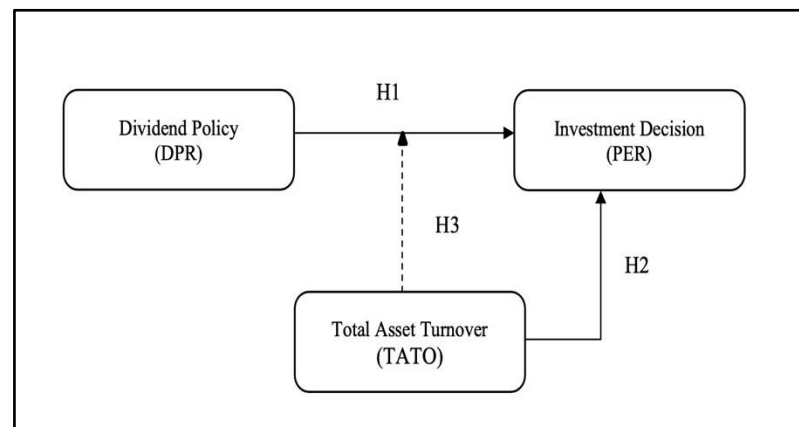 H1
Dividend Policy
(DPR)
Investment Decision
(PER)
H3
H2
Total Asset Turnover
(TATO)